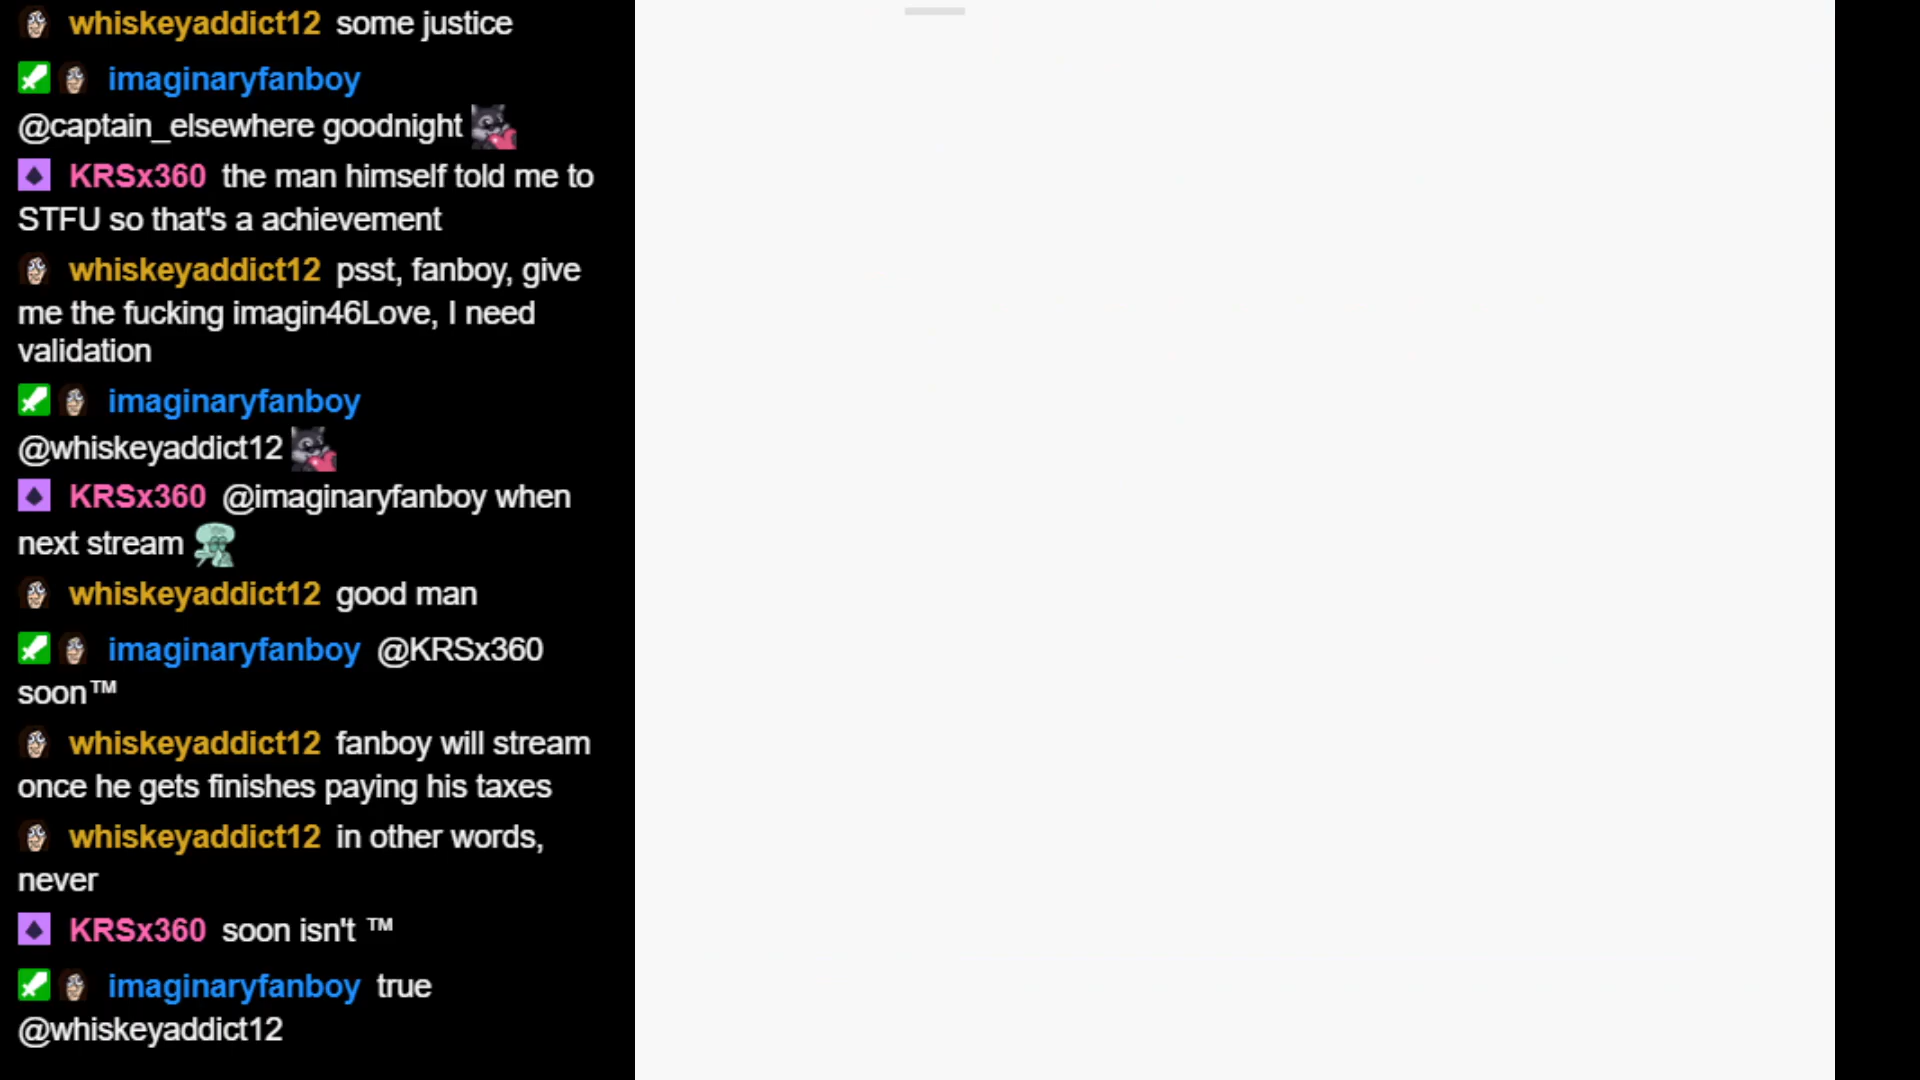 whiskeyaddict12 some justice
imaginaryfanboy
@captain_elsewhere goodnight
KRSx360 the man himself told me to
STFU so that's a achievement
whiskeyaddict12 psst, fanboy, give
me the fucking imagin46Love, I need
validation
imaginaryfanboy
@whiskeyaddict12
KRSx360 @imaginaryfanboy when
next stream
whiskeyaddict12 good man
imaginaryfanboy @KRSx360
soon™
whiskeyaddict12 fanboy will stream
once he gets finishes paying his taxes
whiskeyaddict12 in other words,
never
KRSx360 soon isn't ™
imaginaryfanboy true
@whiskeyaddict12